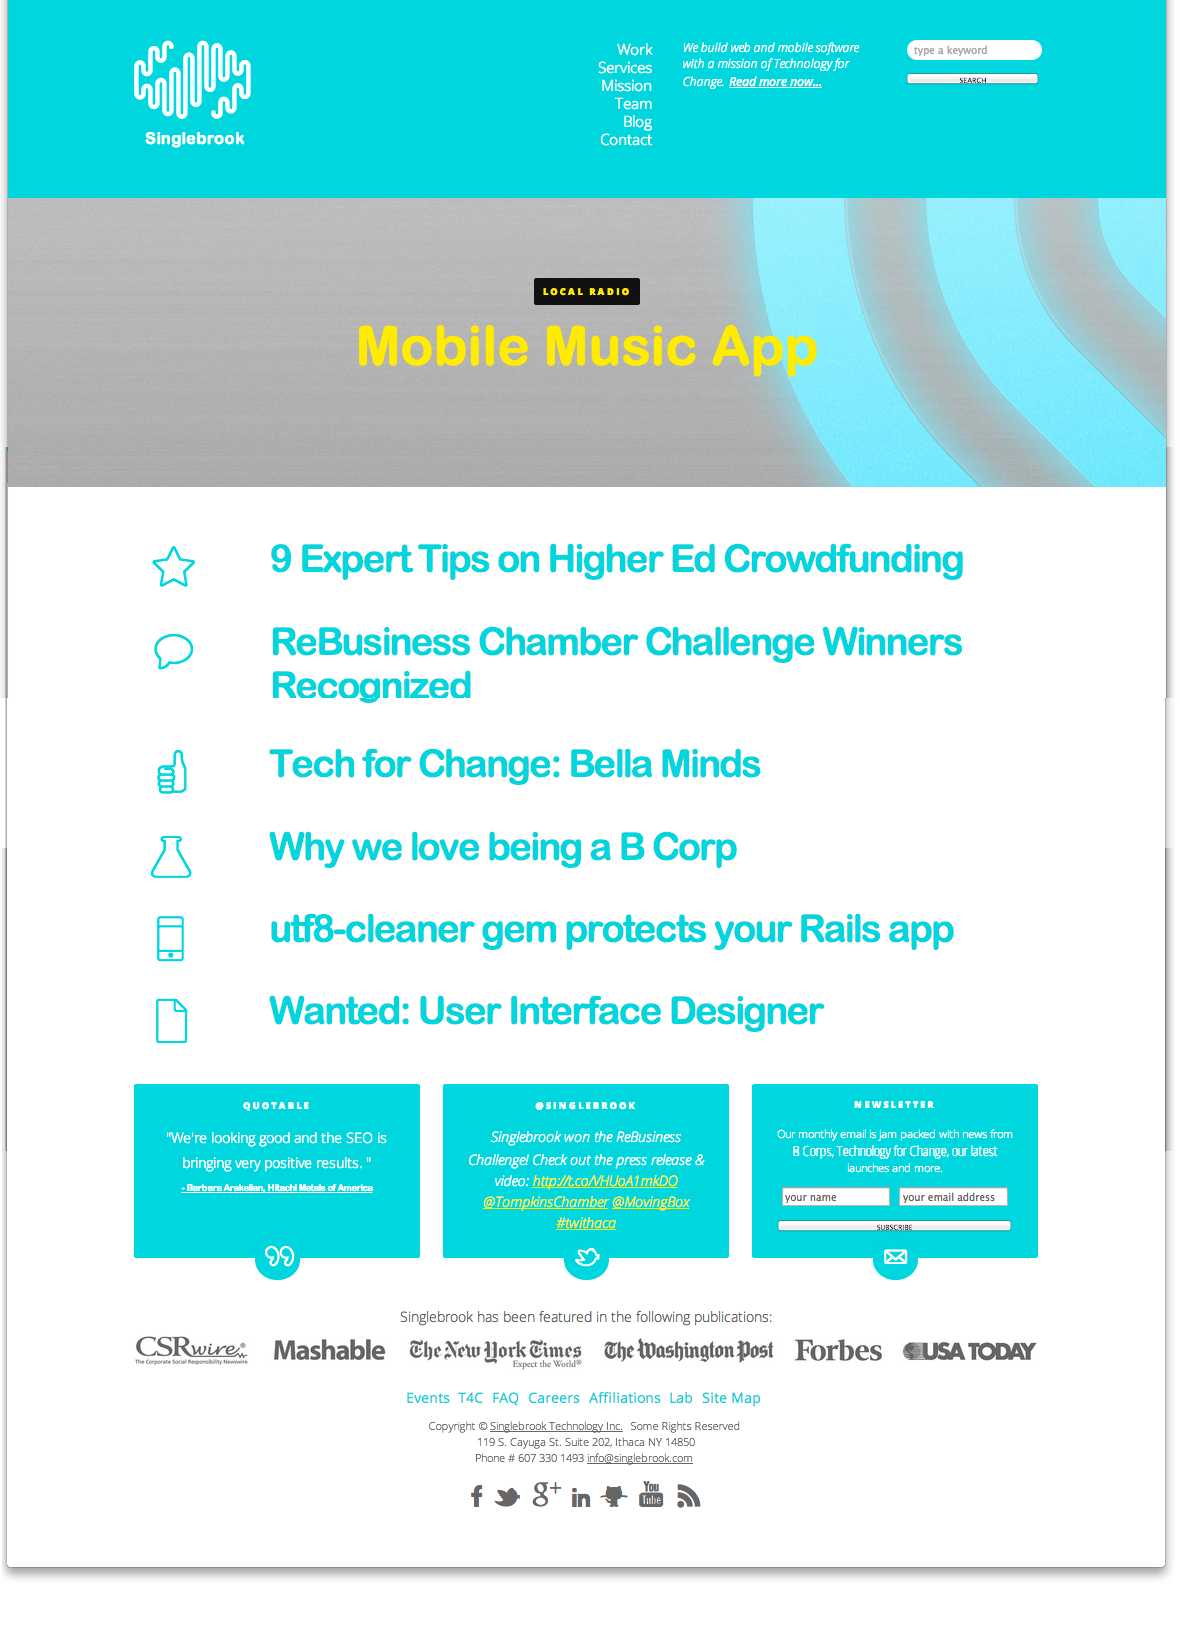 Singlebrook
Work
Services
Mission
Team
Blog
Contact
We build web and mobile software
with a mission of Technology for
Change. Read more now...
type a keyword
SEARCH
LOCAL RADIO
Mobile Music App
9 Expert Tips on Higher Ed Crowdfunding
ReBusiness Chamber Challenge Winners
Recognized
Tech for Change: Bella Minds
Why we love being a B Corp
utf8-cleaner gem protects your Rails app
Wanted: User Interface Designer
QUOTABLE
"We're looking good and the SEO is
bringing very positive results. "
- Barbara Arakelian, Hitachi Metals of America
@SINGLEBROOK
Singlebrook won the ReBusiness
Challenge! Check out the press release &
video: http://t.co/VHUoA1mkDO
@TompkinsChamber @MovingBox
#twithaca
NEWSLETTER
Our monthly email is jam packed with news from
B Corps, Technology for Change, our latest
launches and more.
your name
your email address
SUBSCRIBE
Singlebrook has been featured in the following publications:
CSRwire®
The Corporate Social Responsibility Newswire
Mashable
The New York Times
Expect the World®
The Washington Post
Forbes
USA TODAY
Events T4C FAQ Careers Affiliations Lab Site Map
Copyright © Singlebrook Technology Inc. Some Rights Reserved
119 S. Cayuga St. Suite 202, Ithaca NY 14850
Phone # 607 330 1493 info@singlebrook.com
f
g+
in
You
Tube